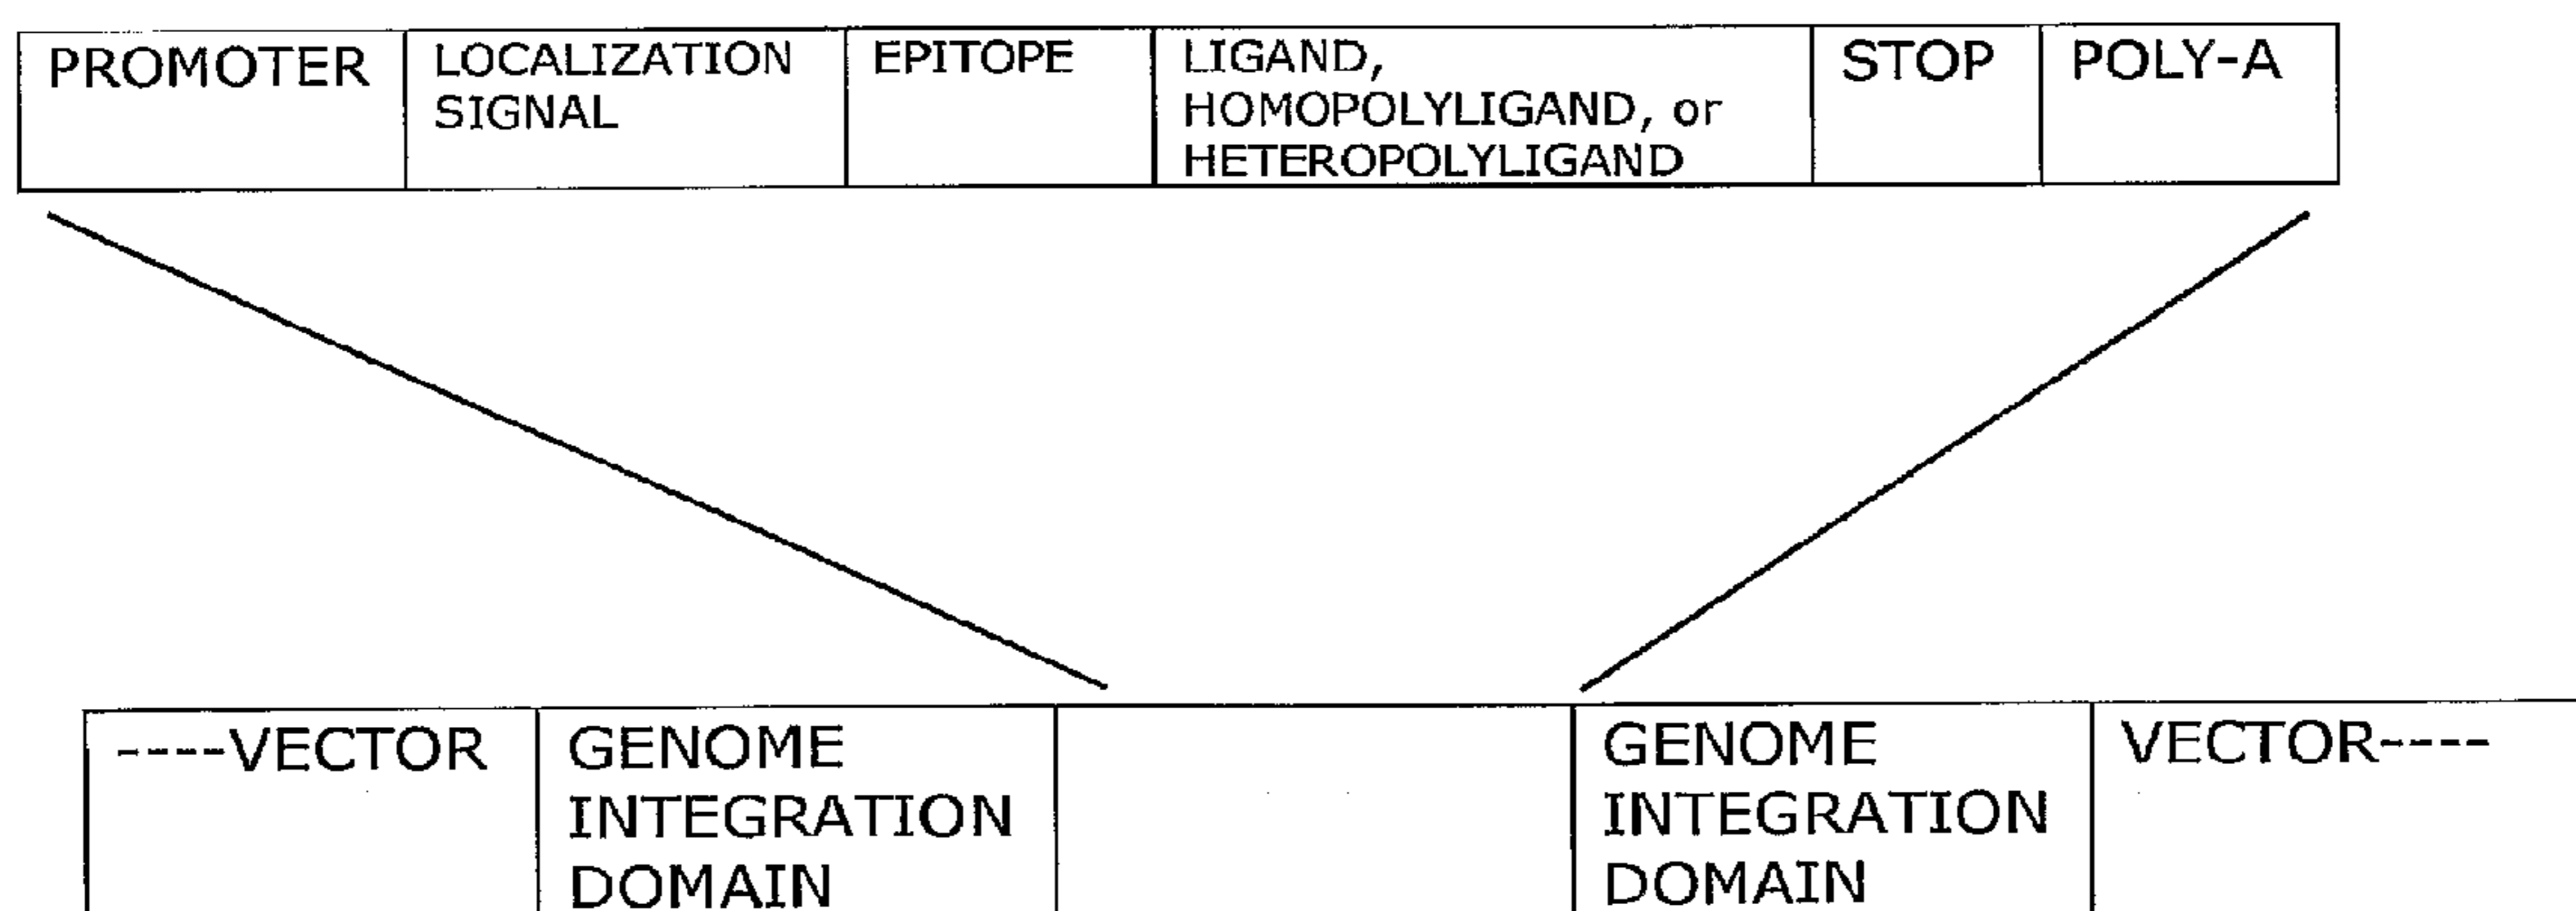 PROMOTER
LOCALIZATION
SIGNAL
EPITOPE
LIGAND,
HOMOPOLYLIGAND, or
HETEROPOLYLIGAND
STOP
POLY-A
----VECTOR
GENOME
INTEGRATION
DOMAIN
GENOME
INTEGRATION
DOMAIN
VECTOR----